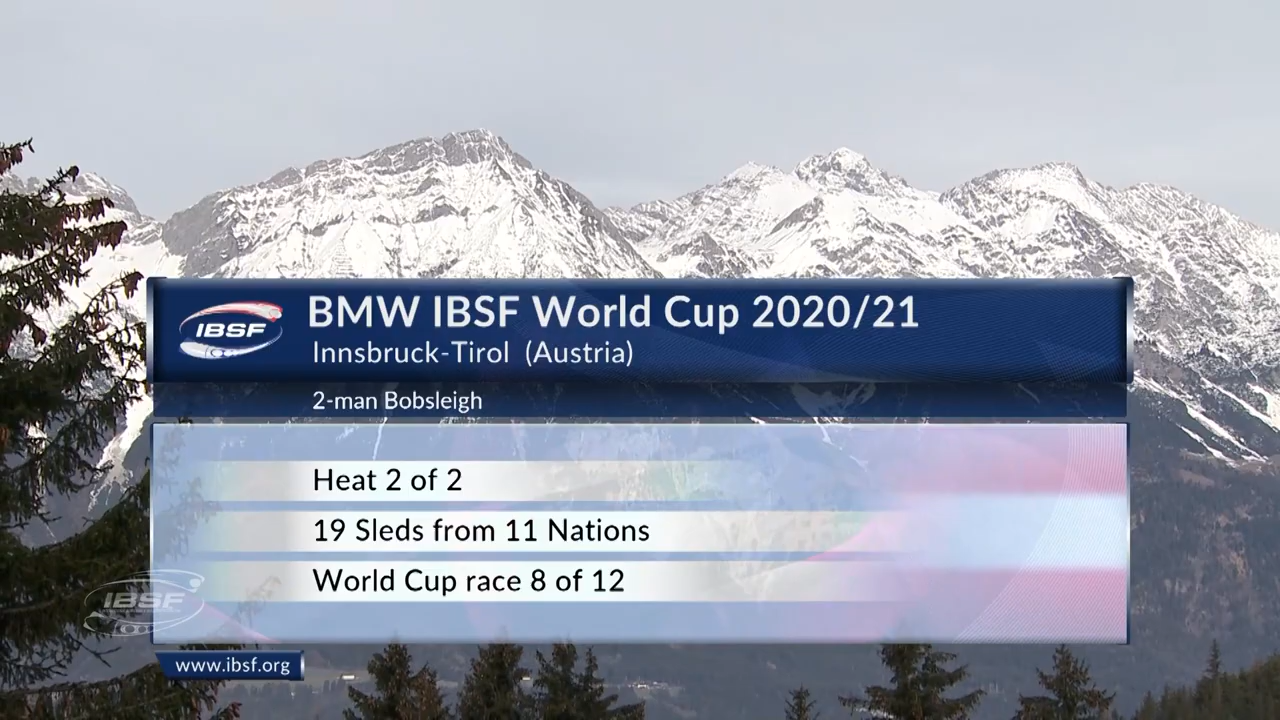 IBSF
BMW IBSF World Cup 2020/21
Innsbruck-Tirol (Austria)
2-man Bobsleigh
Heat 2 of 2
19 Sleds from 11 Nations
World Cup race 8 of 12
IBSF
www.ibsf.org